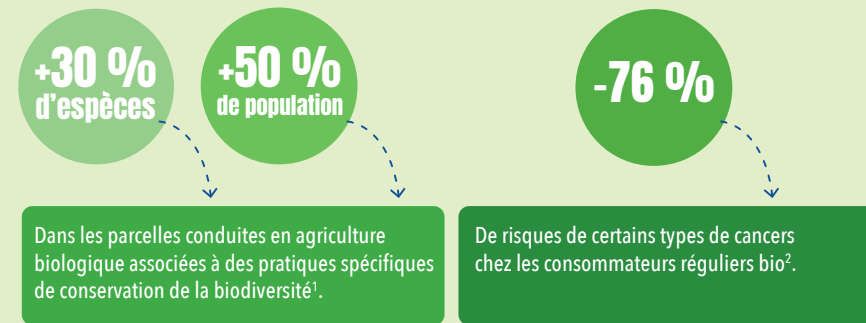 +30 %
d'espèces
+50 %
de population
-76 %
Dans les parcelles conduites en agriculture
biologique associées à des pratiques spécifiques
de conservation de la biodiversité¹.
De risques de certains types de cancers
chez les consommateurs réguliers bio².